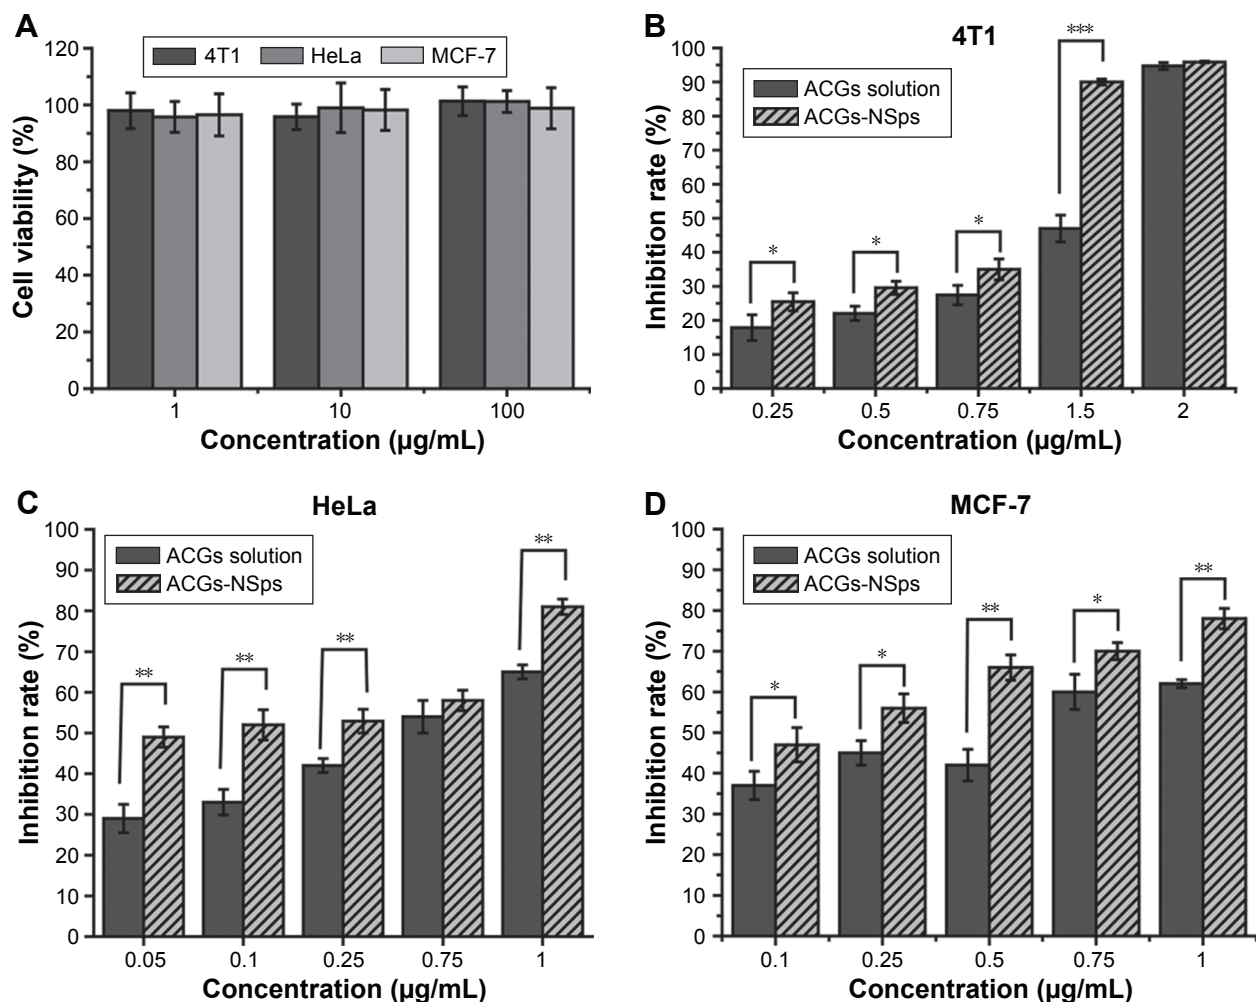 A
4T1 HeLa MCF-7
Cell viability (%)
120
100
80
60
40
20
0
1 10 100
Concentration (µg/mL)
B
4T1
ACGs solution
ACGs-NSps
Inhibition rate (%)
100
90
80
70
60
50
40
30
20
10
0
* * * ***
0.25 0.5 0.75 1.5 2
Concentration (µg/mL)
C
HeLa
ACGs solution
ACGs-NSps
Inhibition rate (%)
100
90
80
70
60
50
40
30
20
10
0
** ** ** **
0.05 0.1 0.25 0.75 1
Concentration (µg/mL)
D
MCF-7
ACGs solution
ACGs-NSps
Inhibition rate (%)
100
90
80
70
60
50
40
30
20
10
0
* * ** * **
0.1 0.25 0.5 0.75 1
Concentration (µg/mL)